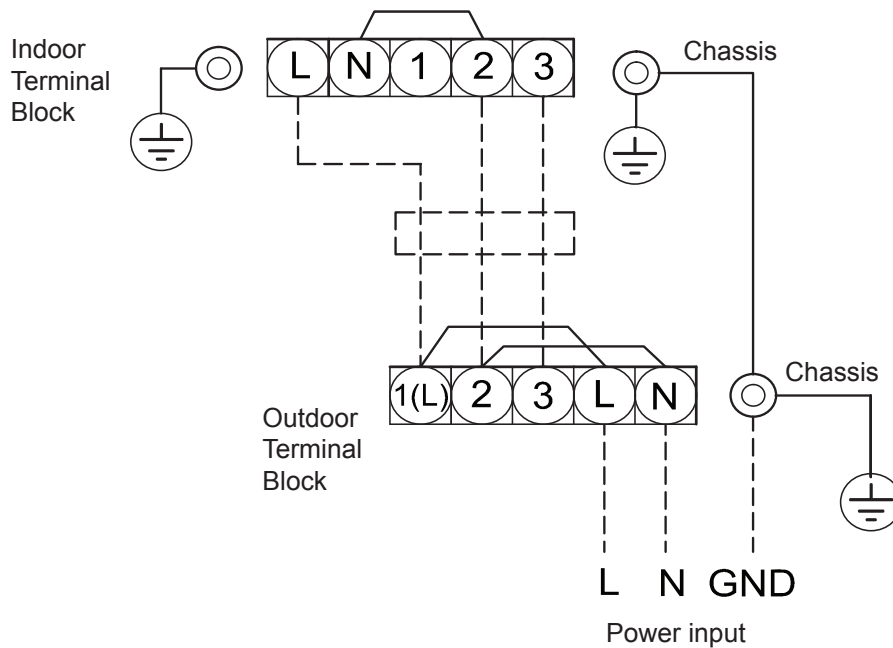 Indoor
Terminal
Block
L N 1 2 3
Chassis
1(L) 2 3 L N
Chassis
Outdoor
Terminal
Block
L N GND
Power input